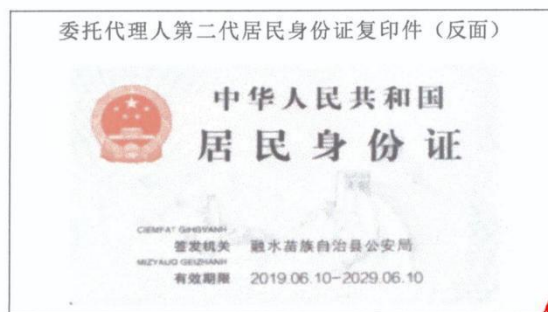 委托代理人第二代居民身份证复印件（反面）
中华人民共和国
居民身份证
CIEMFAT GIHGVANH
签发机关 融水苗族自治县公安局
MIZYAUQ GEIZHANH
有效期限 2019.06.10-2029.06.10